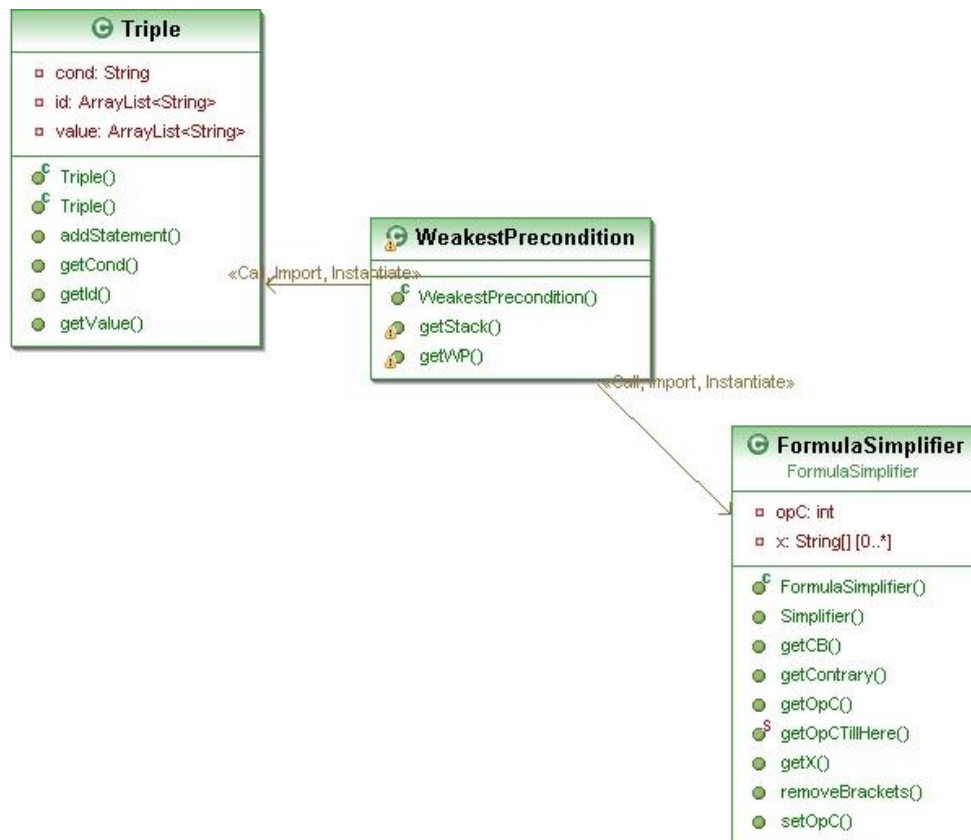 Triple
cond: String
id: ArrayList<String>
value: ArrayList<String>
Triple()
Triple()
addStatement()
getCond()
getId()
getValue()
«Call, Import, Instantiate»
WeakestPrecondition
WeakestPrecondition()
getStack()
getWP()
«Call, Import, Instantiate»
FormulaSimplifier
FormulaSimplifier
opC: int
x: String[] [0..*]
FormulaSimplifier()
Simplifier()
getCB()
getContrary()
getOpC()
getOpCTillHere()
getX()
removeBrackets()
setOpC()